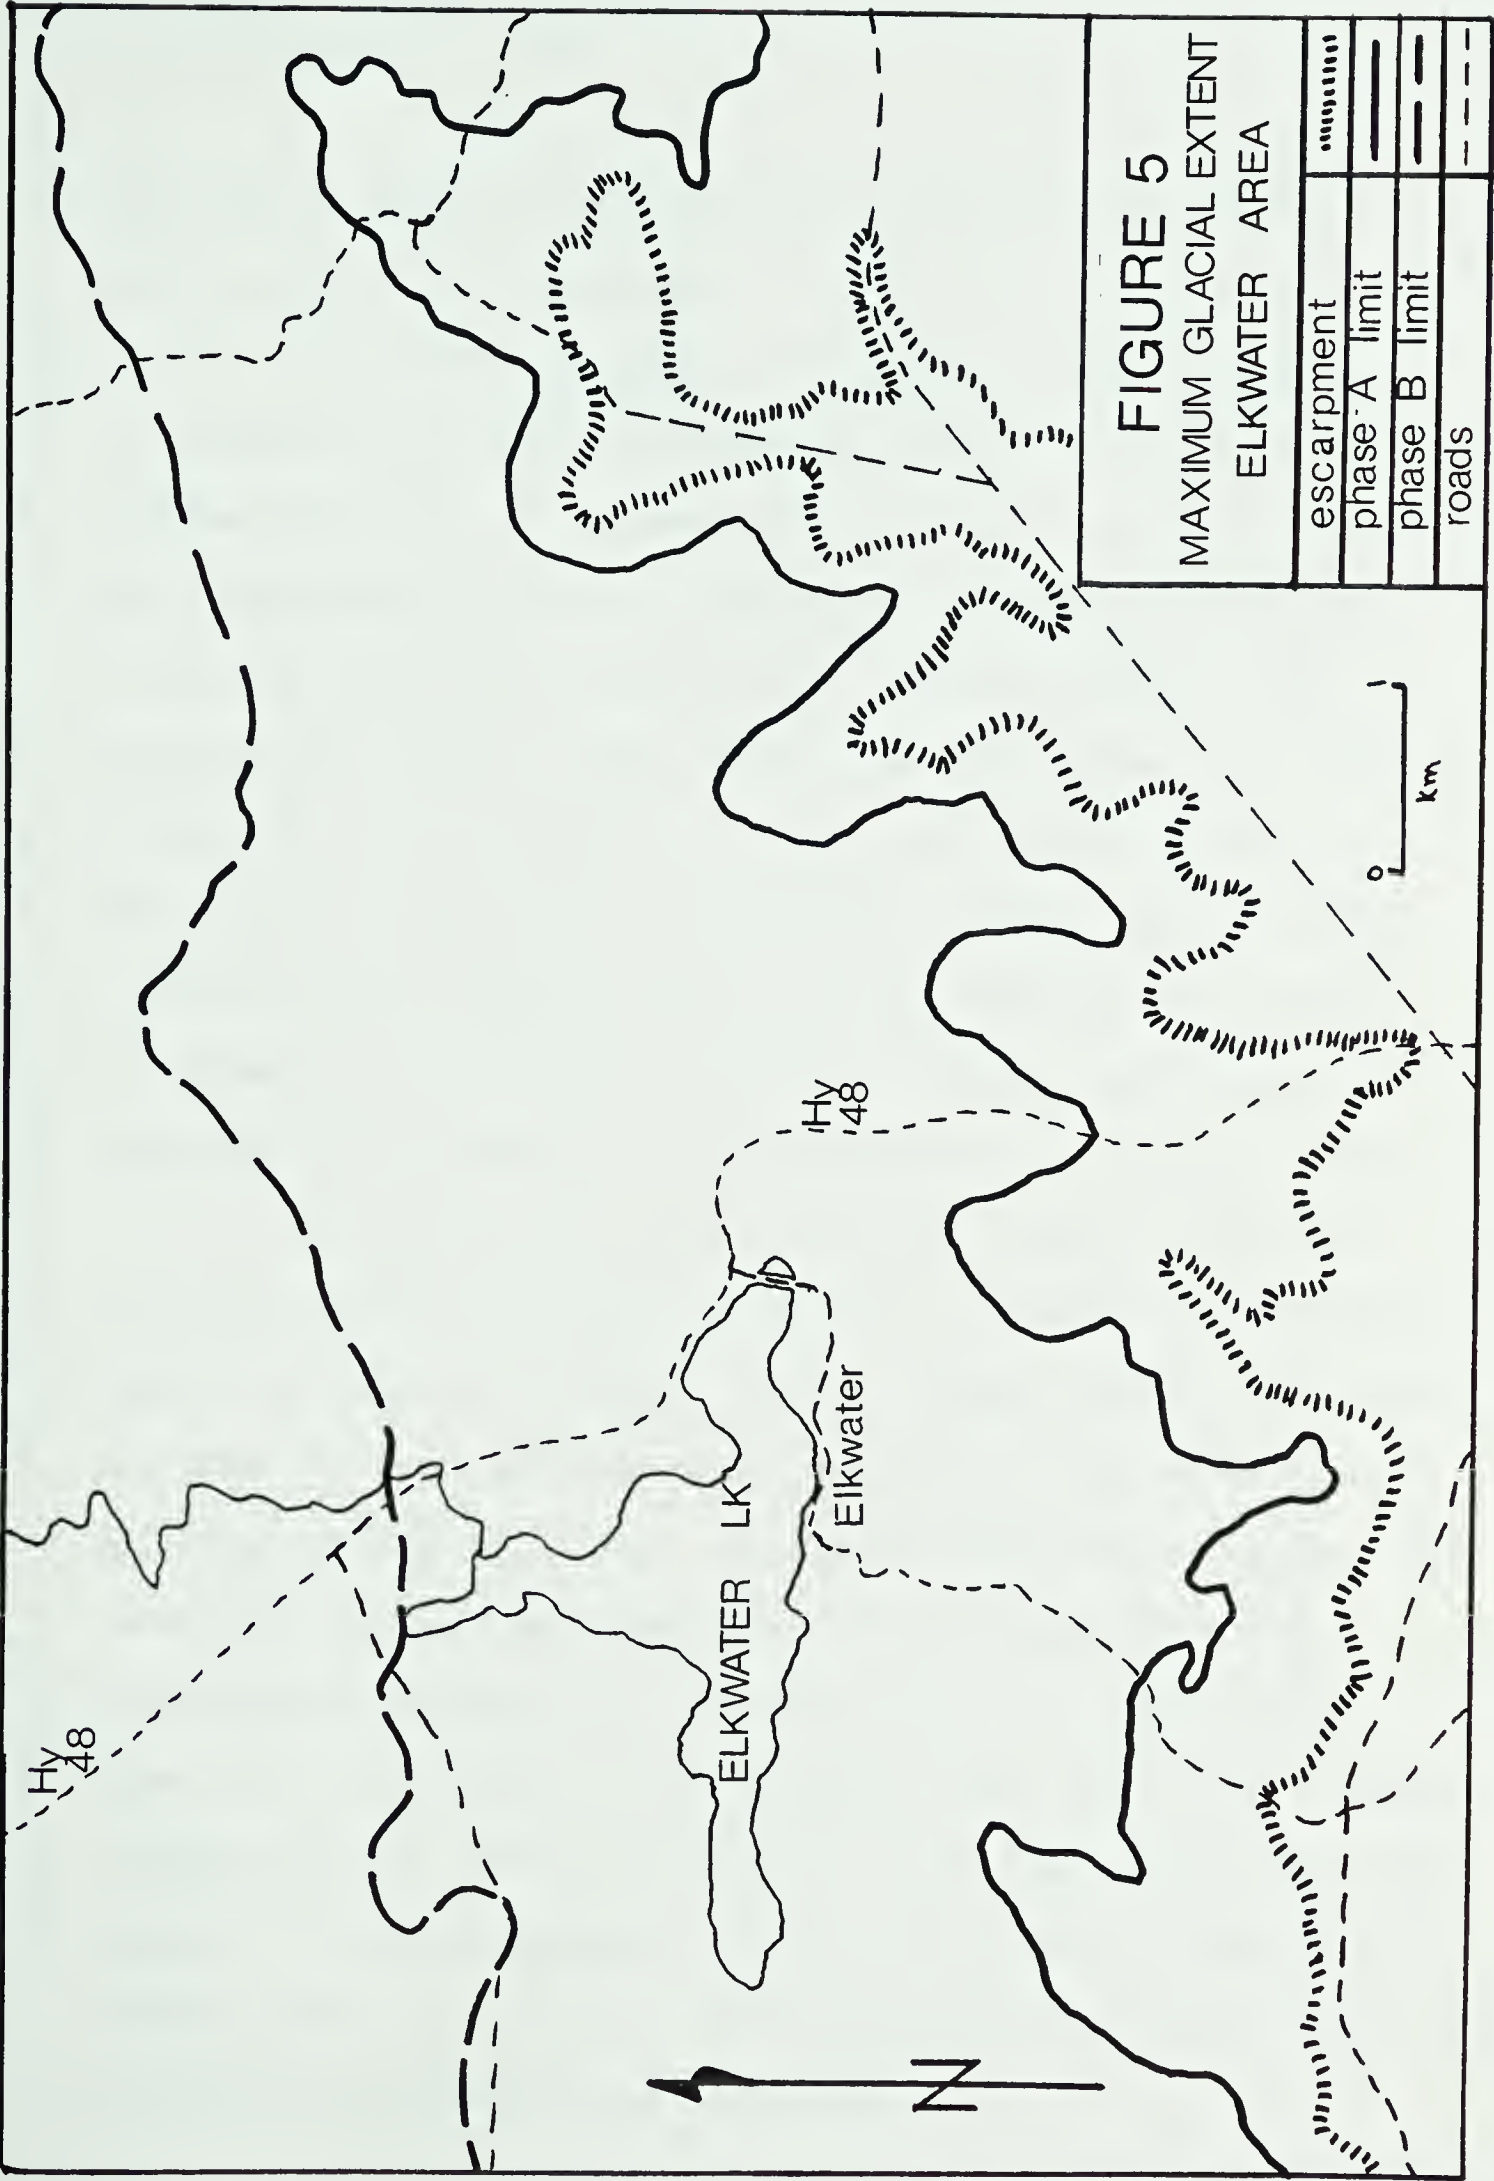 Hy
48
Hy
48
ELKWATER LK
Elkwater
N
0 1
km
FIGURE 5
MAXIMUM GLACIAL EXTENT
ELKWATER AREA
escarpment
phase A limit
phase B limit
roads